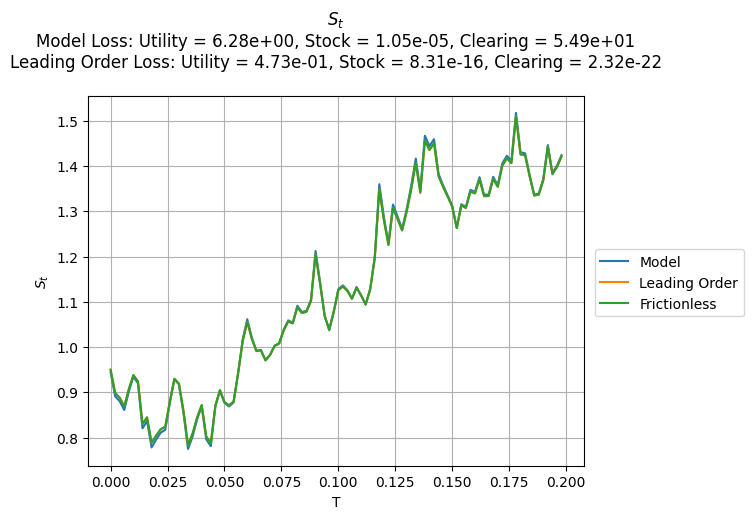 S_t
Model Loss: Utility = 6.28e+00, Stock = 1.05e-05, Clearing = 5.49e+01
Leading Order Loss: Utility = 4.73e-01, Stock = 8.31e-16, Clearing = 2.32e-22
1.5
1.4
1.3
1.2
1.1
1.0
0.9
0.8
S_t
0.000
0.025
0.050
0.075
0.100
0.125
0.150
0.175
0.200
T
Model
Leading Order
Frictionless